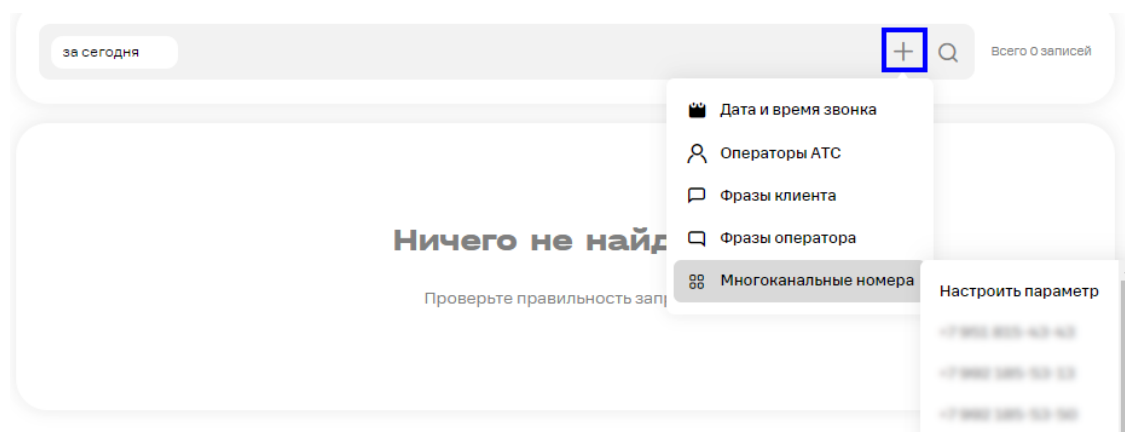 за сегодня
Всего 0 записей
Дата и время звонка
Операторы АТС
Фразы клиента
Ничего не найд
Фразы оператора
Многоканальные номера
Настроить параметр
Проверьте правильность зап